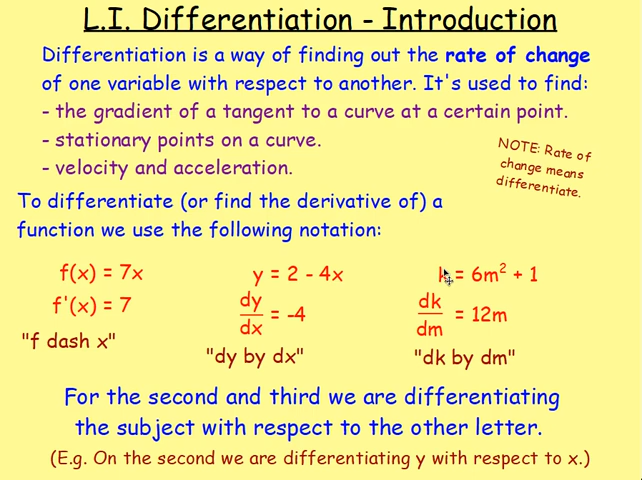 L.I. Differentiation - Introduction
Differentiation is a way of finding out the rate of change
of one variable with respect to another. It's used to find:
- the gradient of a tangent to a curve at a certain point.
- stationary points on a curve.
- velocity and acceleration.
NOTE: Rate of
change means
differentiate.
To differentiate (or find the derivative of) a
function we use the following notation:
f(x) = 7x
f'(x) = 7
"f dash x"
y = 2 - 4x
dy/dx = -4
"dy by dx"
k = 6m² + 1
dk/dm = 12m
"dk by dm"
For the second and third we are differentiating
the subject with respect to the other letter.
(E.g. On the second we are differentiating y with respect to x.)